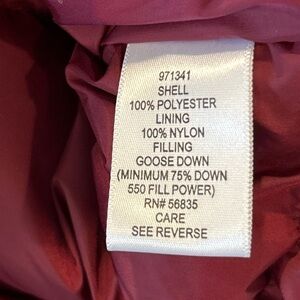 971341
SHELL
100% POLYESTER
LINING
100% NYLON
FILLING
GOOSE DOWN
(MINIMUM 75% DOWN
550 FILL POWER)
RN# 56835
CARE
SEE REVERSE